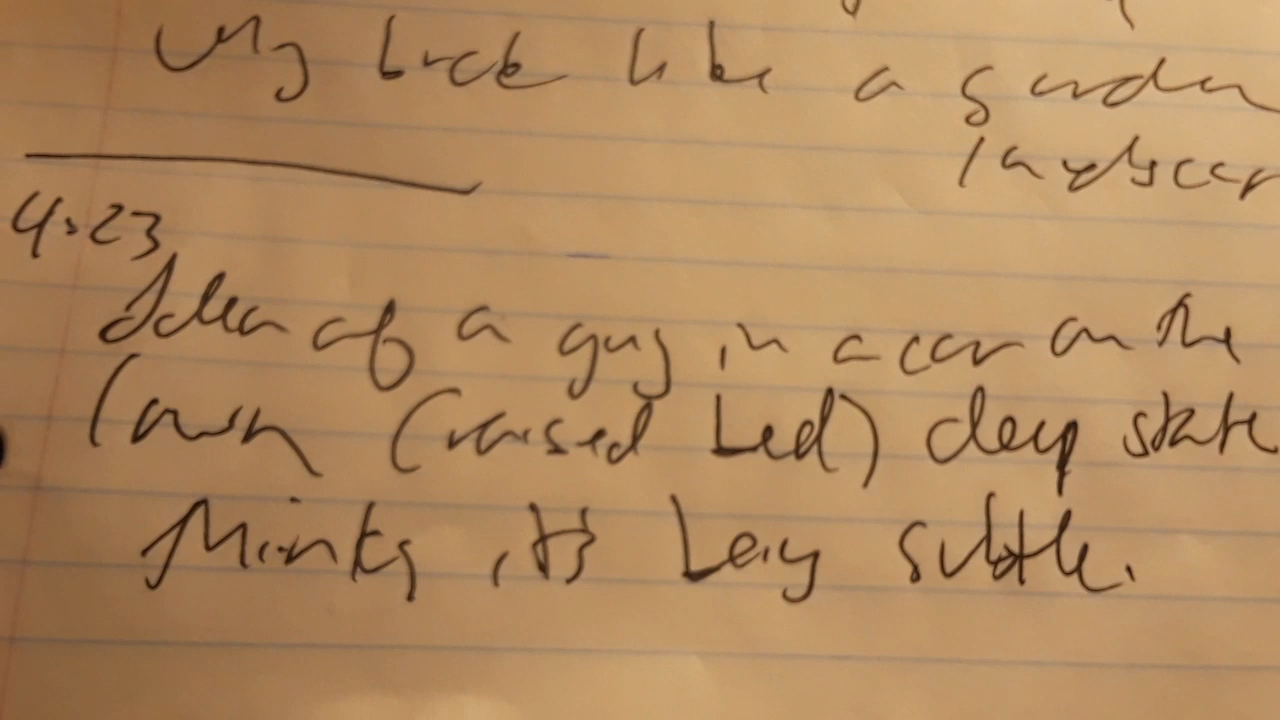 My back like a garden
4:23
Idea of a guy in a car on the
lawn (raised bed) deep state
thinks it's being subtle.